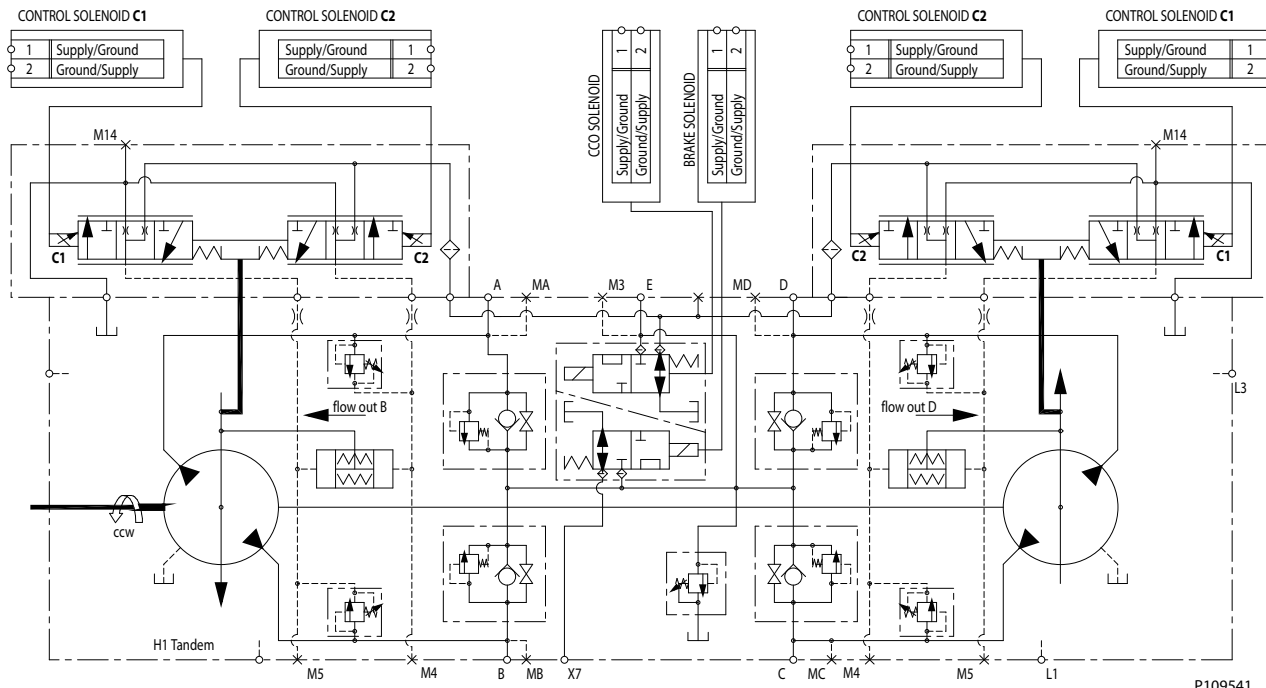 CONTROL SOLENOID C1
1 Supply/Ground
2 Ground/Supply
CONTROL SOLENOID C2
Supply/Ground 1
Ground/Supply 2
CCO SOLENOID
1 Supply/Ground
2 Ground/Supply
BRAKE SOLENOID
1 Supply/Ground
2 Ground/Supply
CONTROL SOLENOID C2
1 Supply/Ground
2 Ground/Supply
CONTROL SOLENOID C1
Supply/Ground 1
Ground/Supply 2
M14
M14
C1
C2
C2
C1
A
MA
M3
E
MD
D
L3
flow out B
flow out D
ccw
H1 Tandem
M5
M4
B
MB
X7
C
MC
M4
M5
L1
P109541